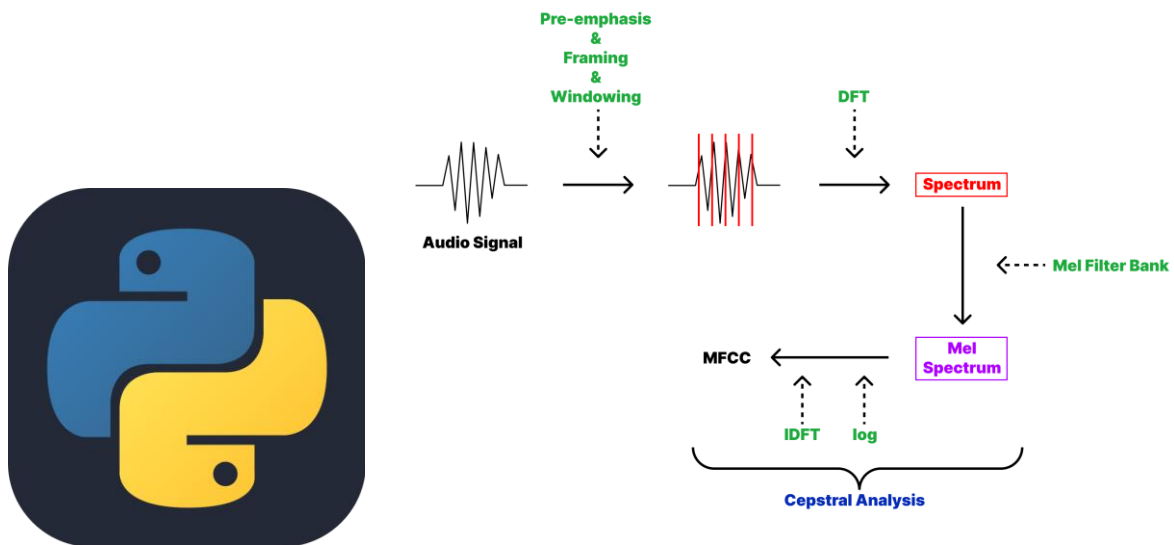 Pre-emphasis
&
Framing
&
Windowing
DFT
Audio Signal
Spectrum
Mel Filter Bank
Mel
Spectrum
MFCC
IDFT
log
Cepstral Analysis